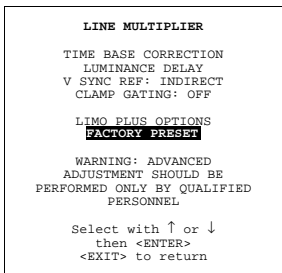 LINE MULTIPLIER
TIME BASE CORRECTION
LUMINANCE DELAY
V SYNC REF: INDIRECT
CLAMP GATING: OFF
LIMO PLUS OPTIONS
FACTORY PRESET
WARNING: ADVANCED
ADJUSTMENT SHOULD BE
PERFORMED ONLY BY QUALIFIED
PERSONNEL
Select with ↑ or ↓
then <ENTER>
<EXIT> to return